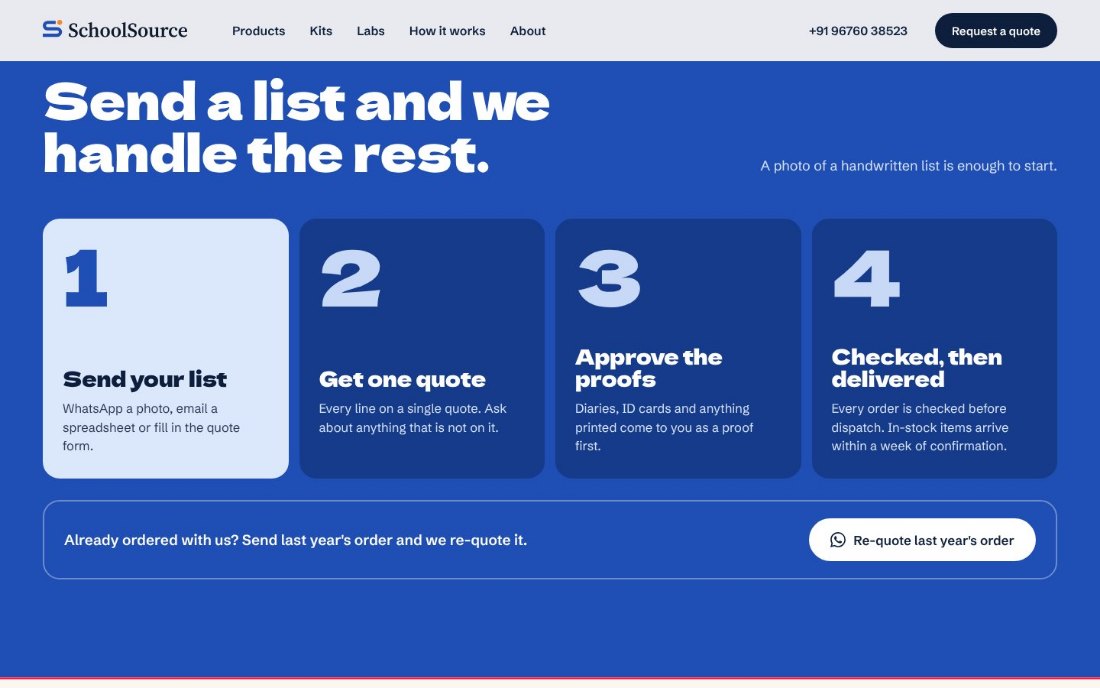 SchoolSource
Products
Kits
Labs
How it works
About
+91 96760 38523
Request a quote
Send a list and we
handle the rest.
A photo of a handwritten list is enough to start.
1
Send your list
WhatsApp a photo, email a
spreadsheet or fill in the quote
form.
2
Get one quote
Every line on a single quote. Ask
about anything that is not on it.
3
Approve the
proofs
Diaries, ID cards and anything
printed come to you as a proof
first.
4
Checked, then
delivered
Every order is checked before
dispatch. In-stock items arrive
within a week of confirmation.
Already ordered with us? Send last year's order and we re-quote it.
Re-quote last year's order